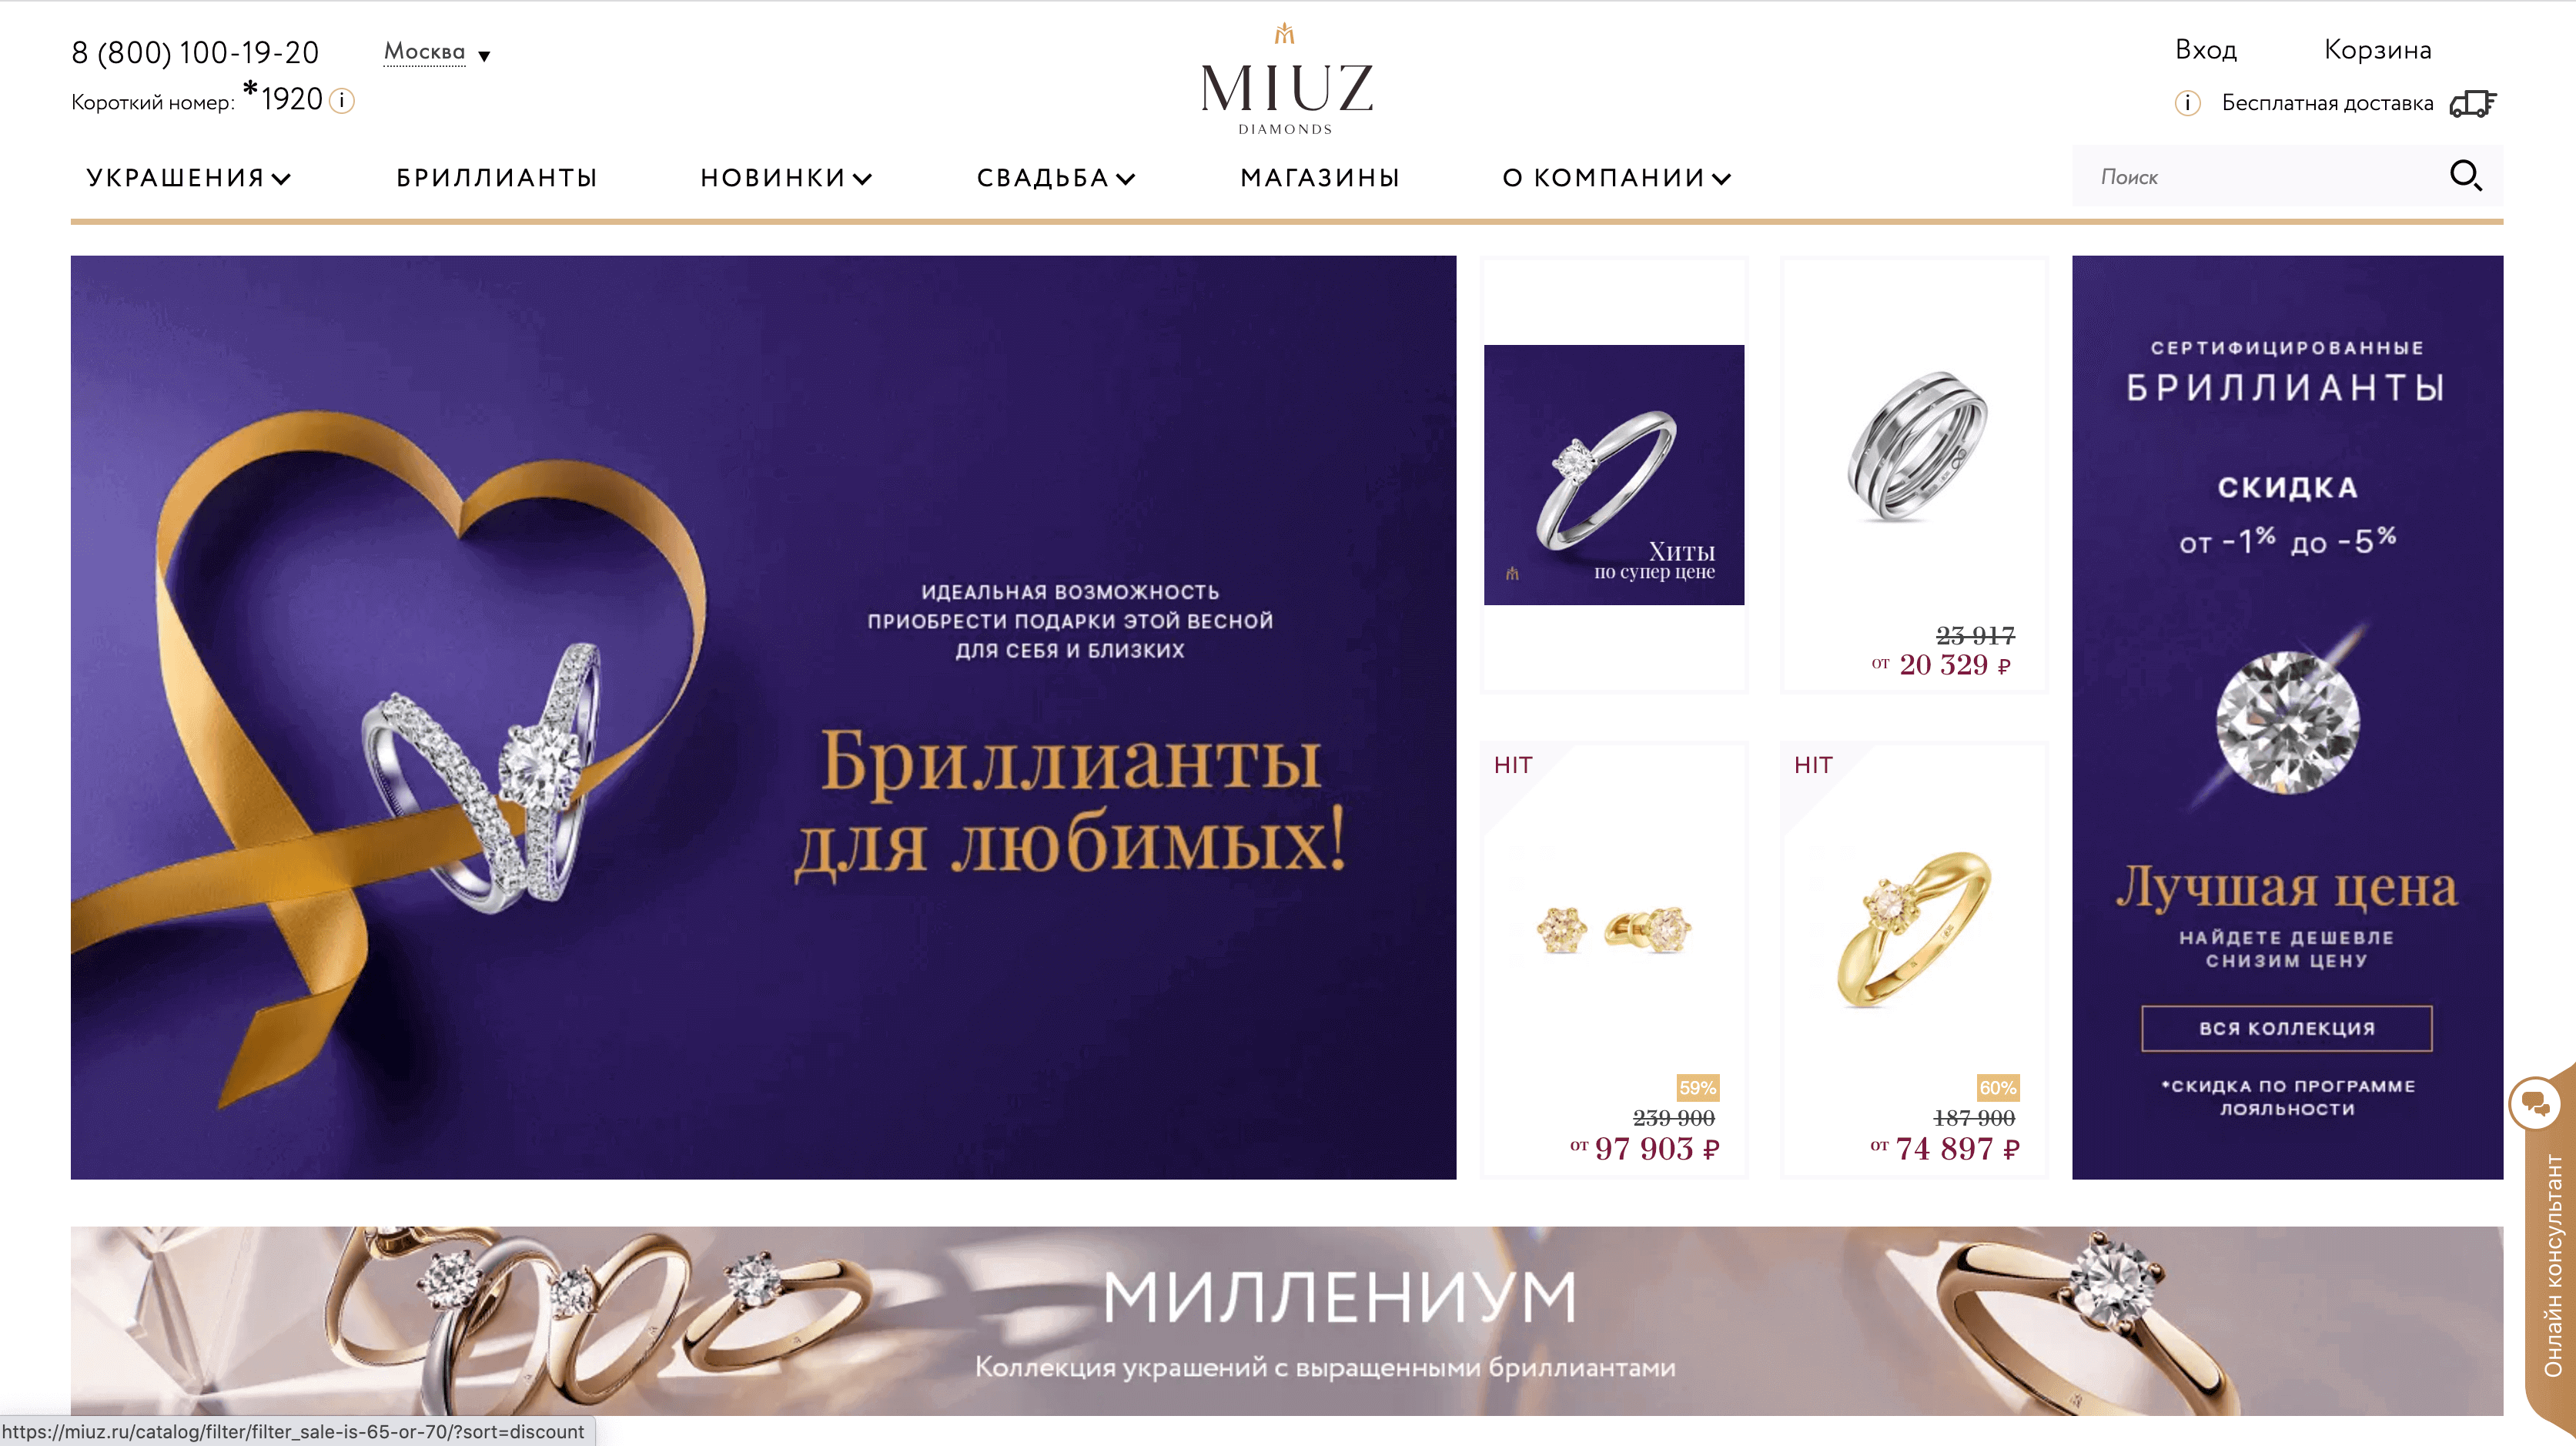 8 (800) 100-19-20
Москва ▼
Короткий номер: *1920 i
MIUZ
DIAMONDS
Вход
Корзина
i Бесплатная доставка
УКРАШЕНИЯ
БРИЛЛИАНТЫ
НОВИНКИ
СВАДЬБА
МАГАЗИНЫ
О КОМПАНИИ
Поиск
ИДЕАЛЬНАЯ ВОЗМОЖНОСТЬ
ПРИОБРЕСТИ ПОДАРКИ ЭТОЙ ВЕСНОЙ
ДЛЯ СЕБЯ И БЛИЗКИХ
Бриллианты
для любимых!
Хиты
по супер цене
23 917
от 20 329 ₽
HIT
59%
239 900
от 97 903 ₽
HIT
60%
187 900
от 74 897 ₽
СЕРТИФИЦИРОВАННЫЕ
БРИЛЛИАНТЫ
СКИДКА
от -1% до -5%
Лучшая цена
НАЙДЕТЕ ДЕШЕВЛЕ
СНИЗИМ ЦЕНУ
ВСЯ КОЛЛЕКЦИЯ
*СКИДКА ПО ПРОГРАММЕ
ЛОЯЛЬНОСТИ
Онлайн консультант
МИЛЛЕНИУМ
Коллекция украшений с выращенными бриллиантами
https://miuz.ru/catalog/filter/filter_sale-is-65-or-70/?sort=discount